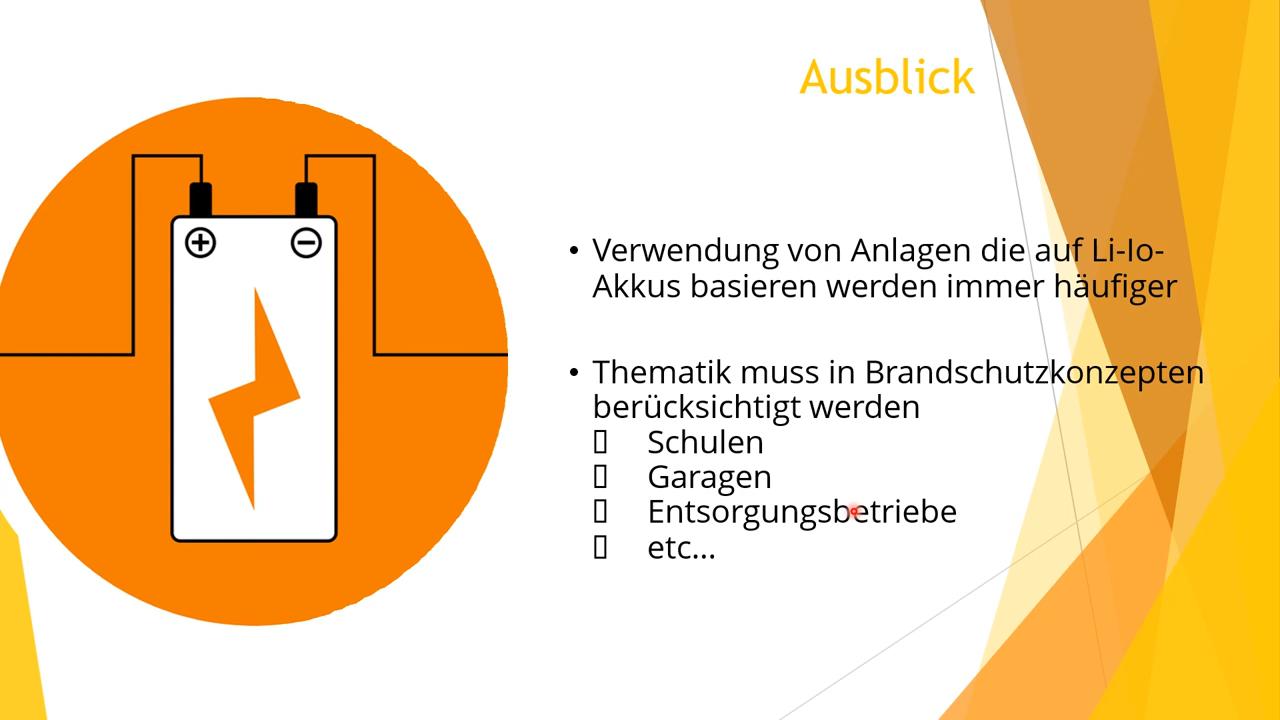 Ausblick
• Verwendung von Anlagen die auf Li-Io-
Akkus basieren werden immer häufiger
• Thematik muss in Brandschutzkonzepten
berücksichtigt werden
▯ Schulen
▯ Garagen
▯ Entsorgungsbetriebe
▯ etc...
+ −